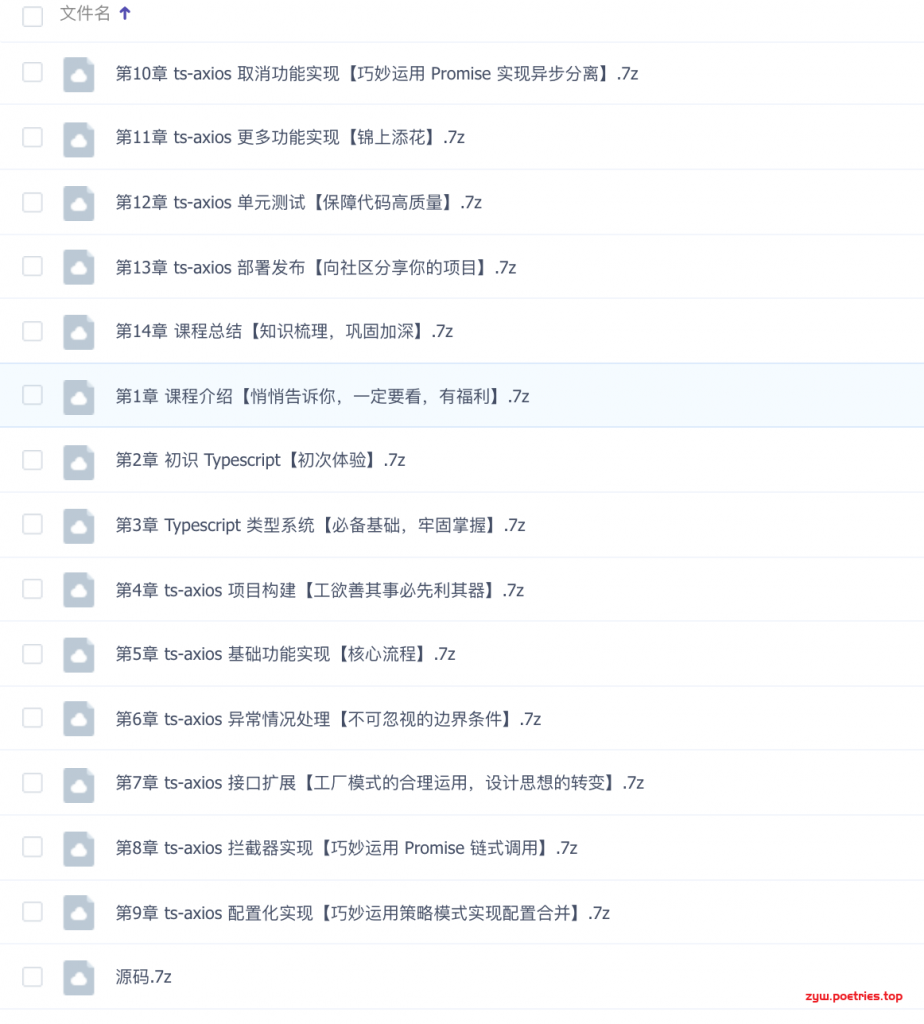 文件名
第10章 ts-axios 取消功能实现【巧妙运用 Promise 实现异步分离】.7z
第11章 ts-axios 更多功能实现【锦上添花】.7z
第12章 ts-axios 单元测试【保障代码高质量】.7z
第13章 ts-axios 部署发布【向社区分享你的项目】.7z
第14章 课程总结【知识梳理，巩固加深】.7z
第1章 课程介绍【悄悄告诉你，一定要看，有福利】.7z
第2章 初识 Typescript【初次体验】.7z
第3章 Typescript 类型系统【必备基础，牢固掌握】.7z
第4章 ts-axios 项目构建【工欲善其事必先利其器】.7z
第5章 ts-axios 基础功能实现【核心流程】.7z
第6章 ts-axios 异常情况处理【不可忽视的边界条件】.7z
第7章 ts-axios 接口扩展【工厂模式的合理运用，设计思想的转变】.7z
第8章 ts-axios 拦截器实现【巧妙运用 Promise 链式调用】.7z
第9章 ts-axios 配置化实现【巧妙运用策略模式实现配置合并】.7z
源码.7z
zyw.poetries.top